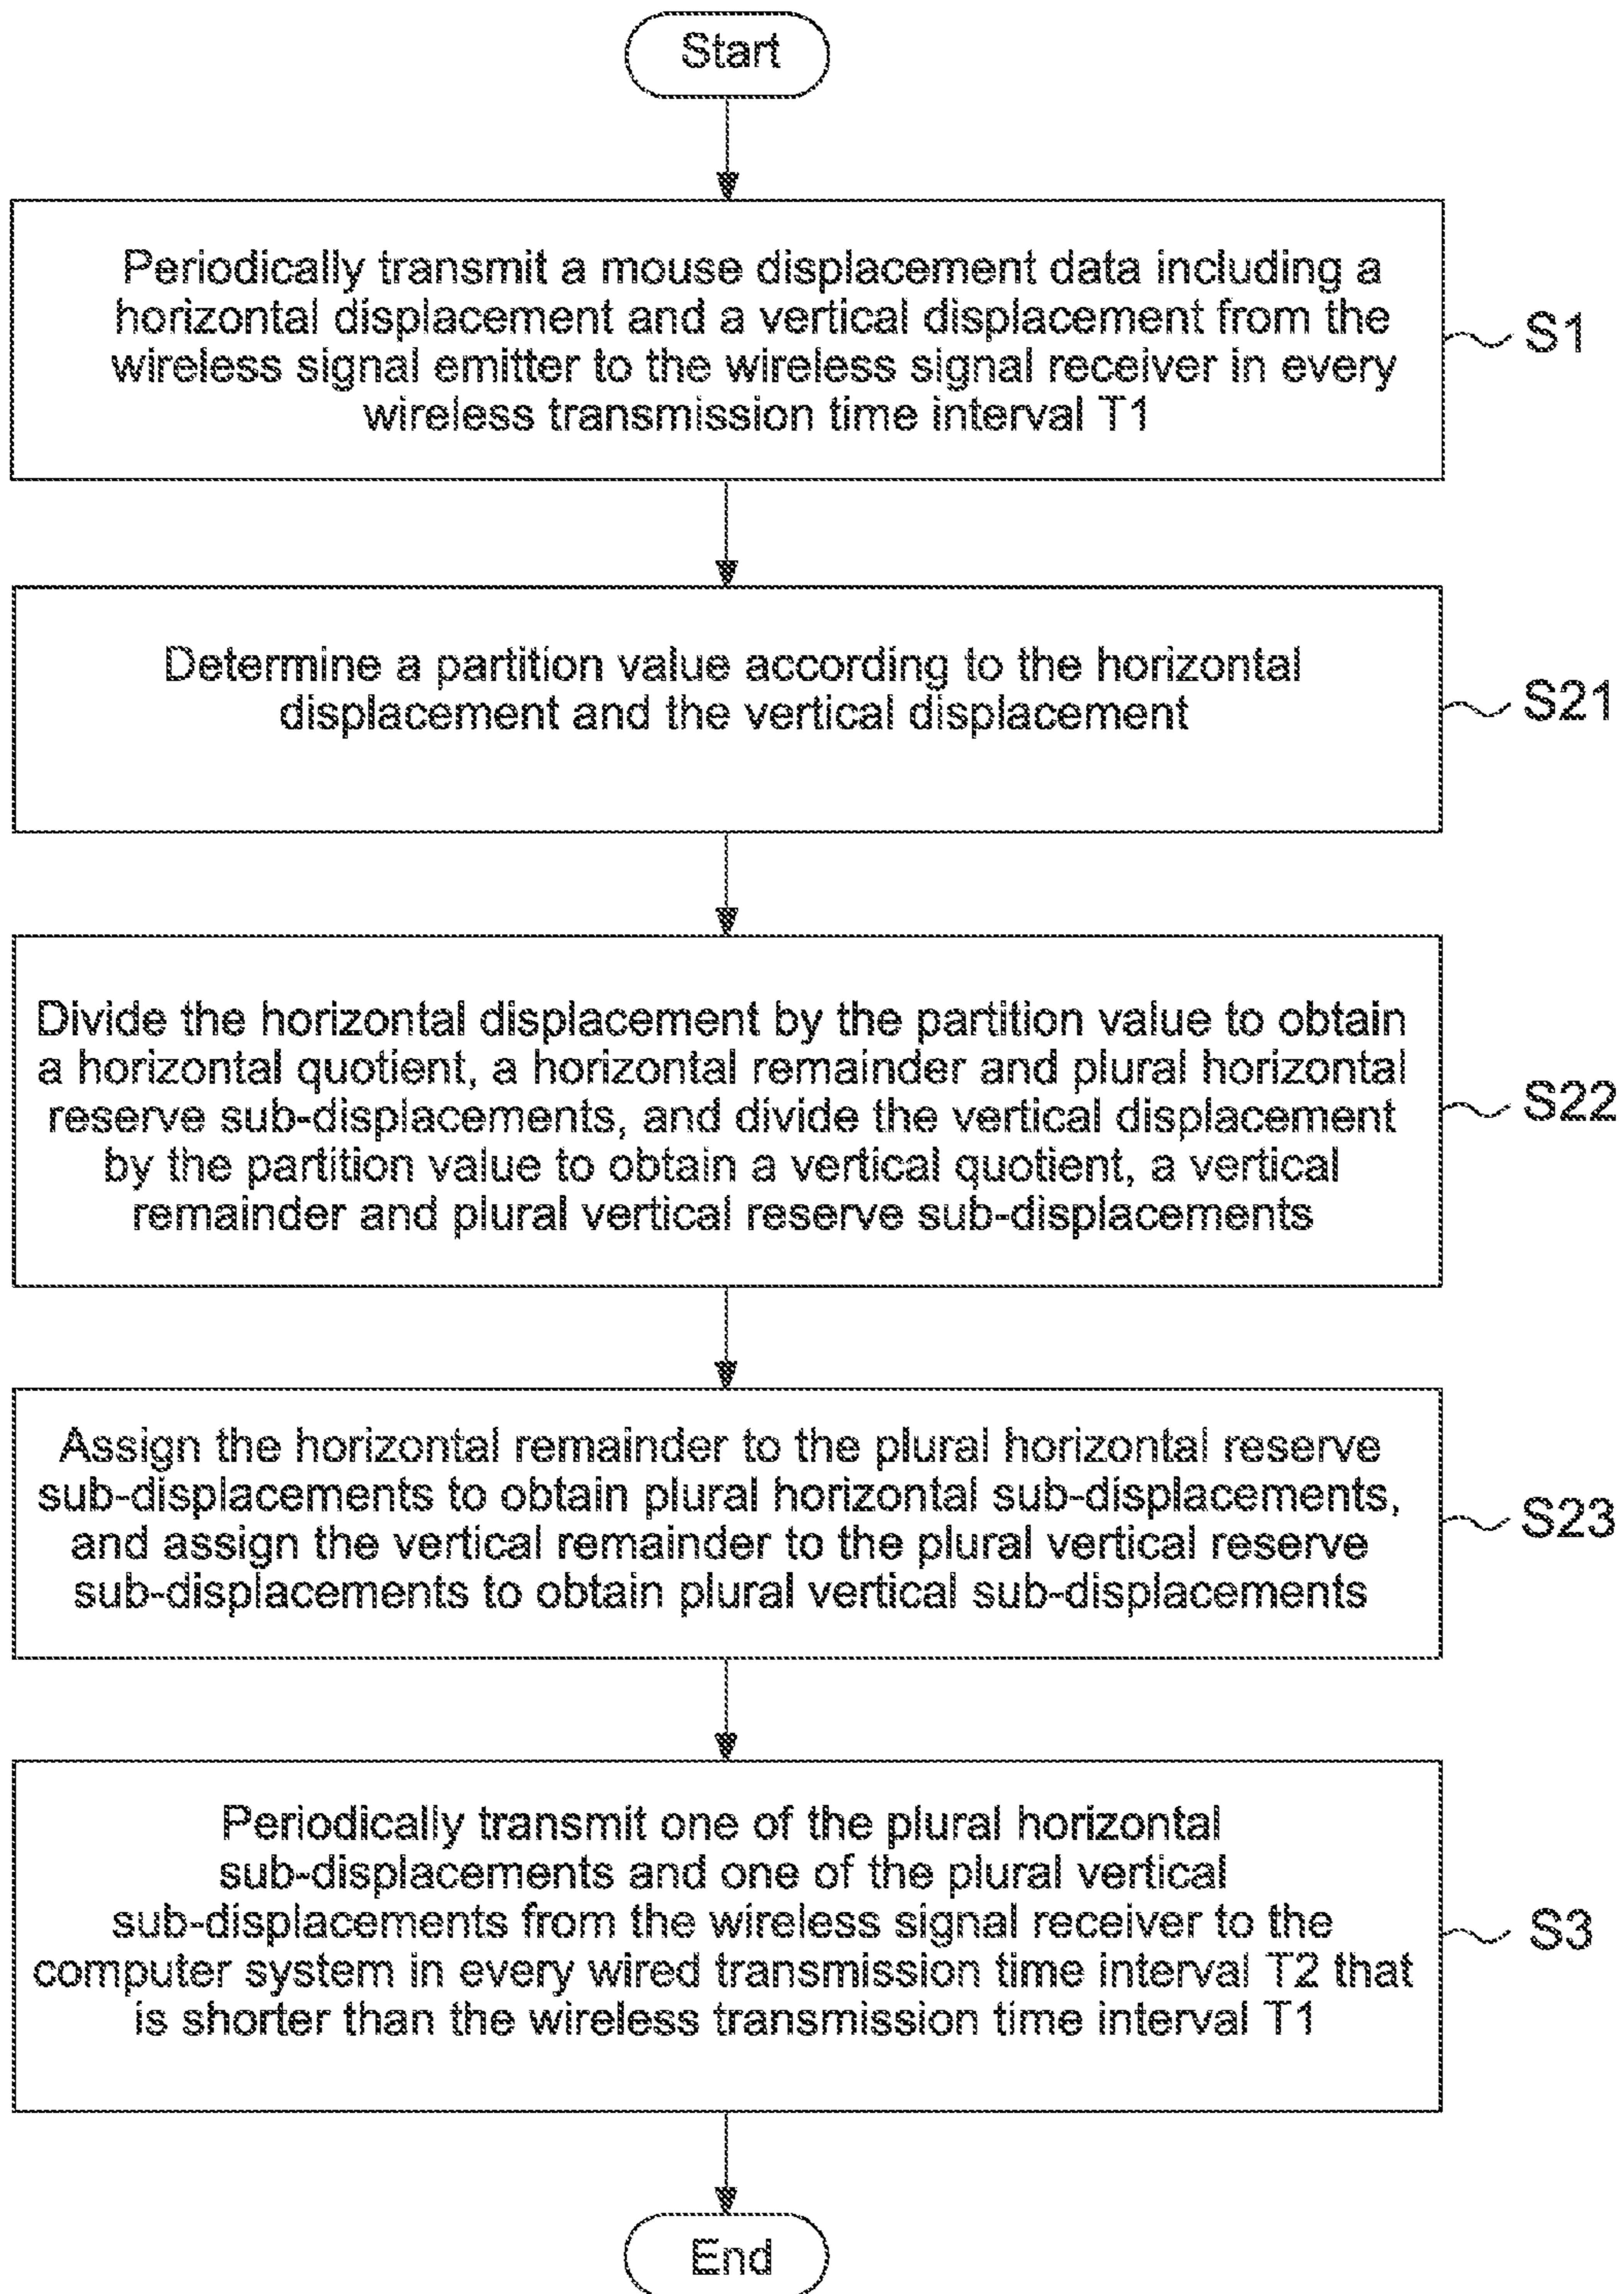 Start
Periodically transmit a mouse displacement data including a
horizontal displacement and a vertical displacement from the
wireless signal emitter to the wireless signal receiver in every
wireless transmission time interval T1
S1
Determine a partition value according to the horizontal
displacement and the vertical displacement
S21
Divide the horizontal displacement by the partition value to obtain
a horizontal quotient, a horizontal remainder and plural horizontal
reserve sub-displacements, and divide the vertical displacement
by the partition value to obtain a vertical quotient, a vertical
remainder and plural vertical reserve sub-displacements
S22
Assign the horizontal remainder to the plural horizontal reserve
sub-displacements to obtain plural horizontal sub-displacements,
and assign the vertical remainder to the plural vertical reserve
sub-displacements to obtain plural vertical sub-displacements
S23
Periodically transmit one of the plural horizontal
sub-displacements and one of the plural vertical
sub-displacements from the wireless signal receiver to the
computer system in every wired transmission time interval T2 that
is shorter than the wireless transmission time interval T1
S3
End